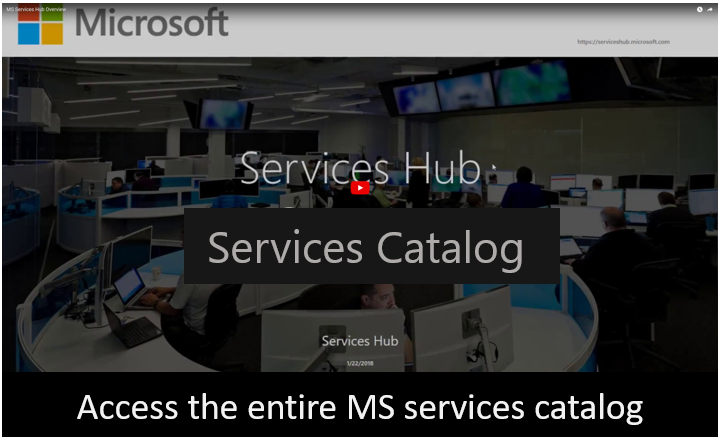 MS Services Hub Overview
Microsoft
https://serviceshub.microsoft.com
Services Hub
Services Catalog
Services Hub
1/22/2018
Access the entire MS services catalog